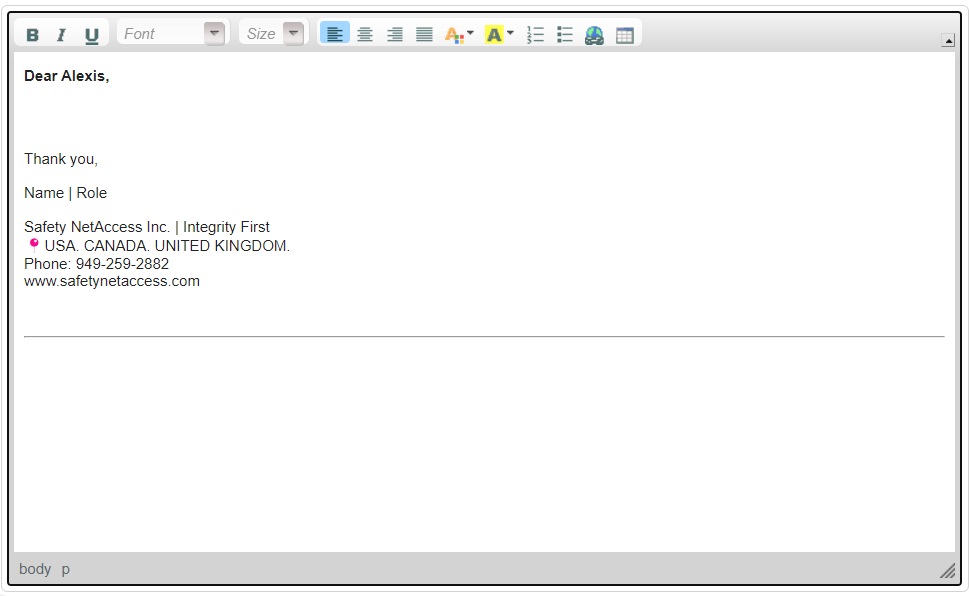 B I U Font Size A A
Dear Alexis,
Thank you,
Name | Role
Safety NetAccess Inc. | Integrity First
📍 USA. CANADA. UNITED KINGDOM.
Phone: 949-259-2882
www.safetynetaccess.com
body p